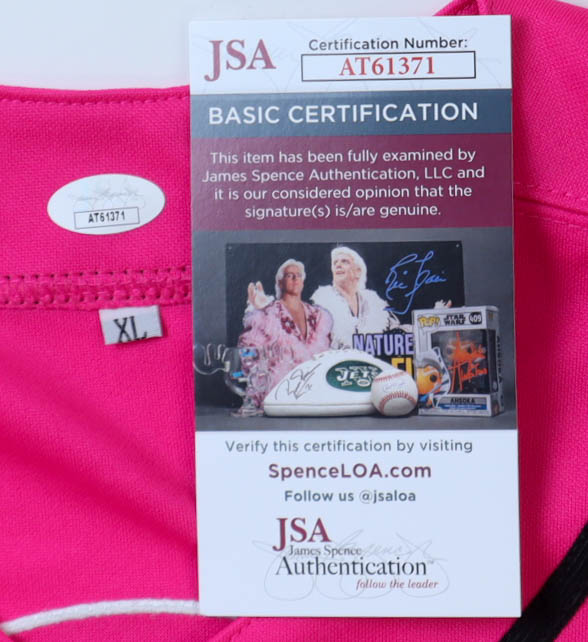 JSA
Certification Number:
AT61371
BASIC CERTIFICATION
This item has been fully examined by
James Spence Authentication, LLC and
it is our considered opinion that the
signature(s) is/are genuine.
AT61371
XL
NATURE
JETS
STAR
WARS
609
AHSOKA
Verify this certification by visiting
SpenceLOA.com
Follow us @jsaloa
JSA
James Spence
Authentication
follow the leader